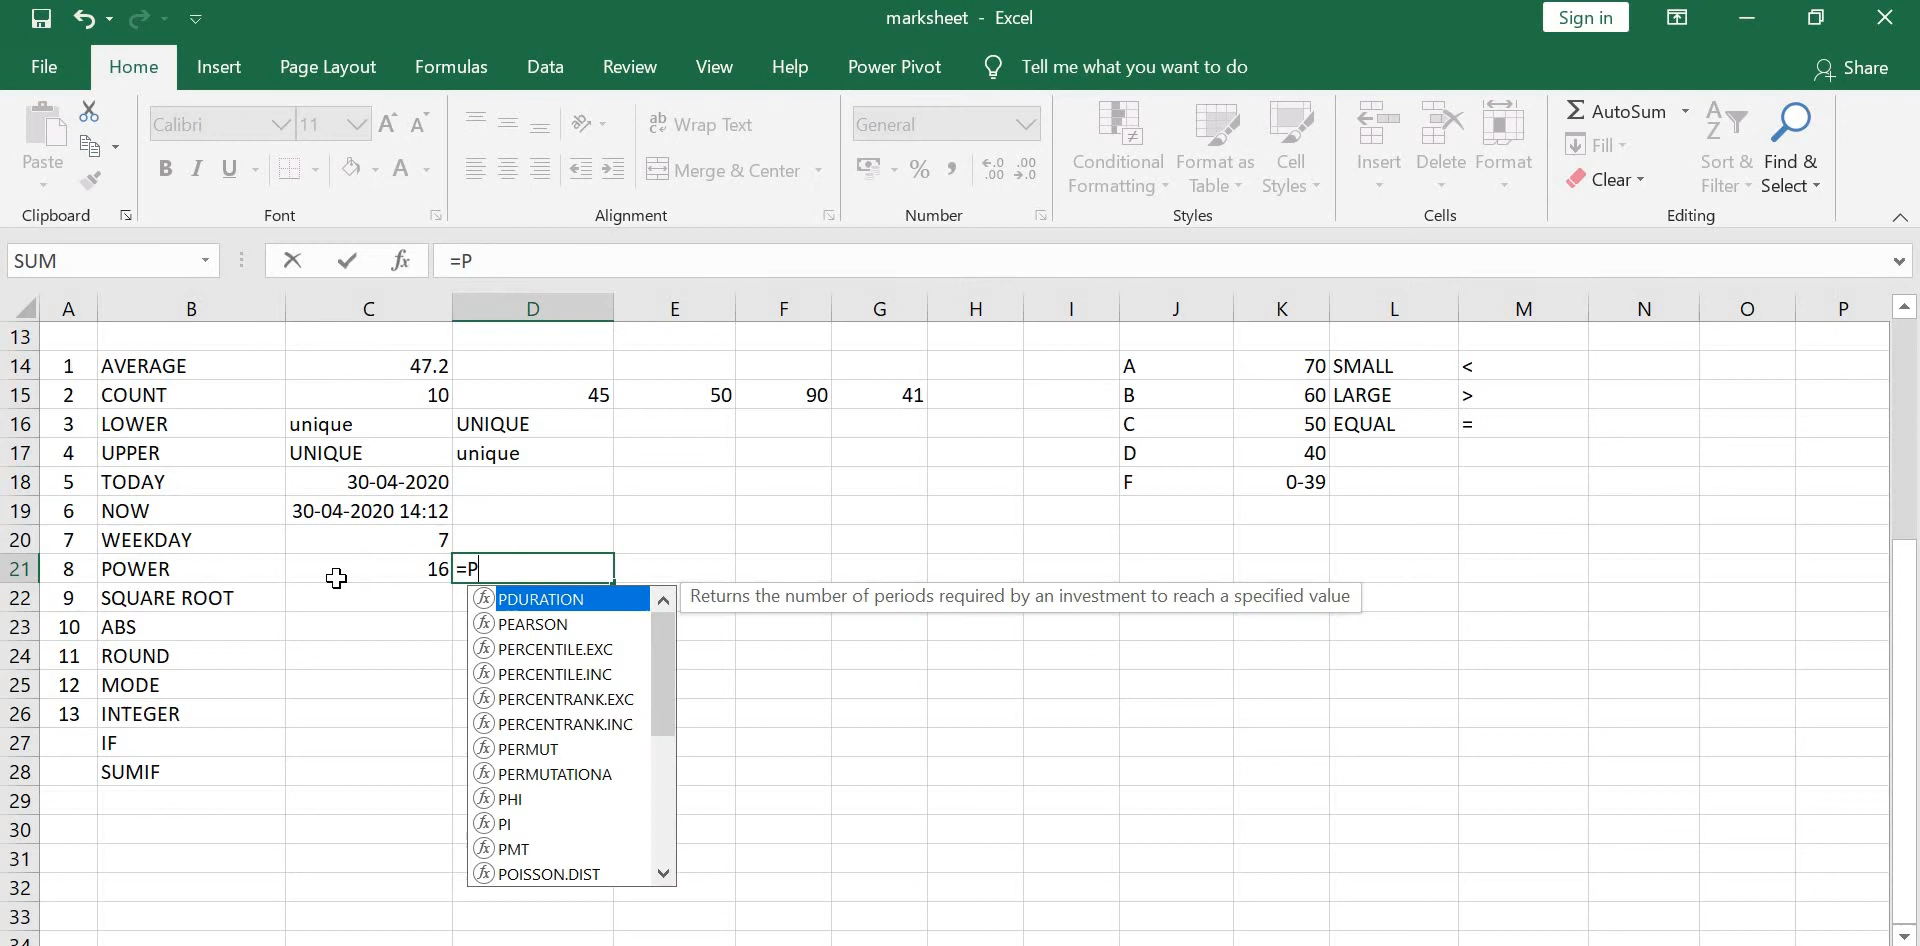 marksheet - Excel
Sign in
File Home Insert Page Layout Formulas Data Review View Help Power Pivot Tell me what you want to do Share
Paste
Clipboard
Calibri 11
B I U A
Font
Wrap Text
Merge & Center
Alignment
General
% , .00
Number
Conditional Formatting
Format as Table
Cell Styles
Styles
Insert
Delete
Format
Cells
AutoSum
Fill
Clear
Sort & Filter
Find & Select
Editing
SUM fx =P
A B C D E F G H I J K L M N O P
13
14 1 AVERAGE 47.2 A 70 SMALL <
15 2 COUNT 10 45 50 90 41 B 60 LARGE >
16 3 LOWER unique UNIQUE C 50 EQUAL =
17 4 UPPER UNIQUE unique D 40
18 5 TODAY 30-04-2020 F 0-39
19 6 NOW 30-04-2020 14:12
20 7 WEEKDAY 7
21 8 POWER 16 =P
22 9 SQUARE ROOT
23 10 ABS
24 11 ROUND
25 12 MODE
26 13 INTEGER
27 IF
28 SUMIF
29
30
31
32
33
34
PDURATION
Returns the number of periods required by an investment to reach a specified value
PEARSON
PERCENTILE.EXC
PERCENTILE.INC
PERCENTRANK.EXC
PERCENTRANK.INC
PERMUT
PERMUTATIONA
PHI
PI
PMT
POISSON.DIST